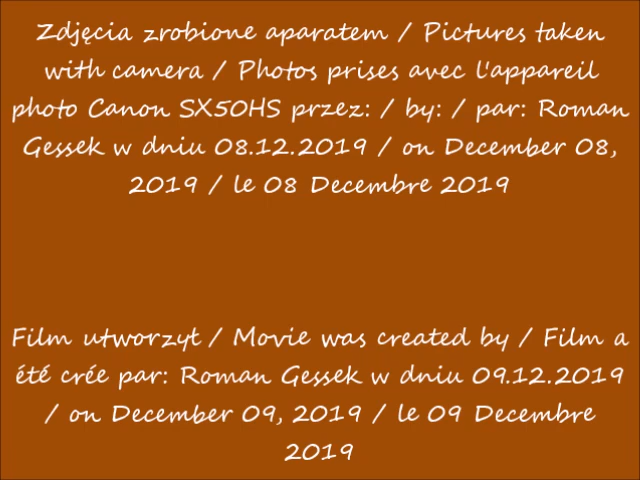 Zdjęcia zrobione aparatem / Pictures taken
with camera / Photos prises avec l'appareil
photo Canon SX50HS przez: / by: / par: Roman
Gessek w dniu 08.12.2019 / on December 08,
2019 / le 08 Decembre 2019
Film utworzył / Movie was created by / Film a
été crée par: Roman Gessek w dniu 09.12.2019
/ on December 09, 2019 / le 09 Decembre
2019